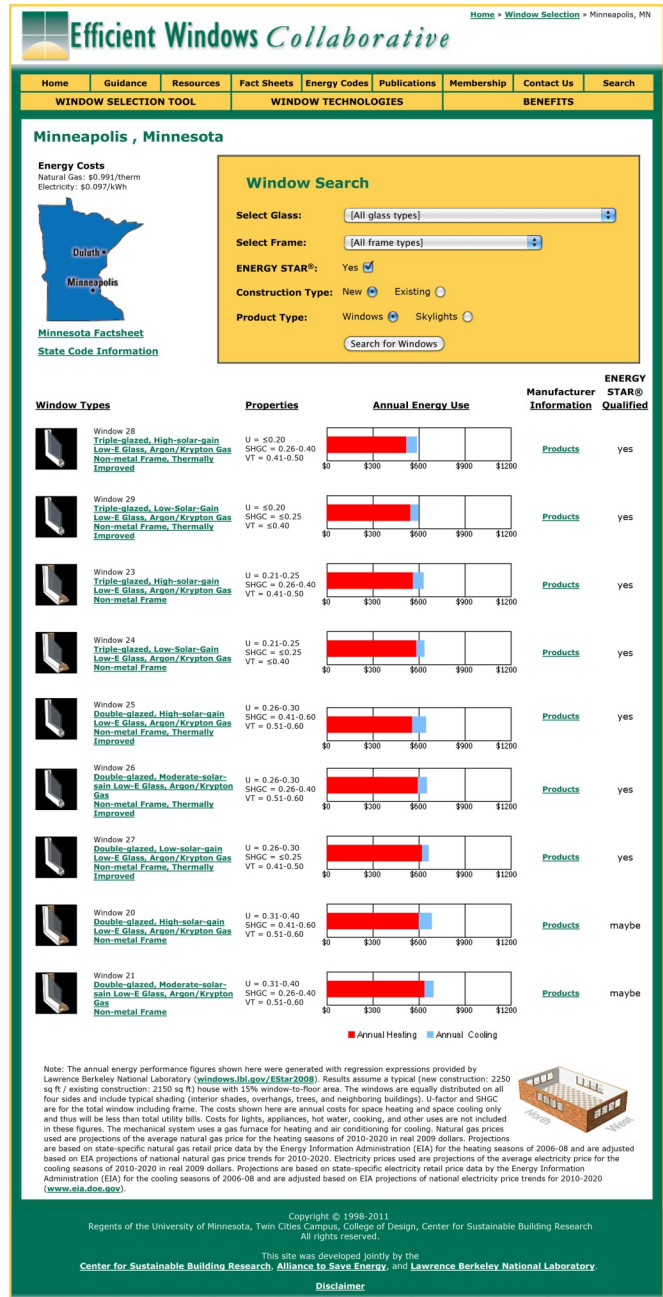 Home » Window Selection » Minneapolis, MN
Efficient Windows Collaborative
Home Guidance Resources Fact Sheets Energy Codes Publications Membership Contact Us Search
WINDOW SELECTION TOOL WINDOW TECHNOLOGIES BENEFITS
Minneapolis , Minnesota
Energy Costs
Natural Gas: $0.991/therm
Electricity: $0.097/kWh
Duluth
Minneapolis
Minnesota Factsheet
State Code Information
Window Search
Select Glass: [All glass types]
Select Frame: [All frame types]
ENERGY STAR®: Yes
Construction Type: New Existing
Product Type: Windows Skylights
Search for Windows
Window Types Properties Annual Energy Use Manufacturer Information ENERGY STAR® Qualified
Window 28
Triple-glazed, High-solar-gain
Low-E Glass, Argon/Krypton Gas
Non-metal Frame, Thermally
Improved
U = ≤0.20
SHGC = 0.26-0.40
VT = 0.41-0.50
$0 $300 $600 $900 $1200
Products
yes
Window 29
Triple-glazed, Low-Solar-Gain
Low-E Glass, Argon/Krypton Gas
Non-metal Frame, Thermally
Improved
U = ≤0.20
SHGC = ≤0.25
VT = ≤0.40
$0 $300 $600 $900 $1200
Products
yes
Window 23
Triple-glazed, High-solar-gain
Low-E Glass, Argon/Krypton Gas
Non-metal Frame
U = 0.21-0.25
SHGC = 0.26-0.40
VT = 0.41-0.50
$0 $300 $600 $900 $1200
Products
yes
Window 24
Triple-glazed, Low-Solar-Gain
Low-E Glass, Argon/Krypton Gas
Non-metal Frame
U = 0.21-0.25
SHGC = ≤0.25
VT = ≤0.40
$0 $300 $600 $900 $1200
Products
yes
Window 25
Double-glazed, High-solar-gain
Low-E Glass, Argon/Krypton Gas
Non-metal Frame, Thermally
Improved
U = 0.26-0.30
SHGC = 0.41-0.60
VT = 0.51-0.60
$0 $300 $600 $900 $1200
Products
yes
Window 26
Double-glazed, Moderate-solar-
sain Low-E Glass, Argon/Krypton
Gas
Non-metal Frame, Thermally
Improved
U = 0.26-0.30
SHGC = 0.26-0.40
VT = 0.51-0.60
$0 $300 $600 $900 $1200
Products
yes
Window 27
Double-glazed, Low-solar-gain
Low-E Glass, Argon/Krypton Gas
Non-metal Frame, Thermally
Improved
U = 0.26-0.30
SHGC = ≤0.25
VT = 0.41-0.50
$0 $300 $600 $900 $1200
Products
yes
Window 20
Double-glazed, High-solar-gain
Low-E Glass, Argon/Krypton Gas
Non-metal Frame
U = 0.31-0.40
SHGC = 0.41-0.60
VT = 0.51-0.60
$0 $300 $600 $900 $1200
Products
maybe
Window 21
Double-glazed, Moderate-solar-
sain Low-E Glass, Argon/Krypton
Gas
Non-metal Frame
U = 0.31-0.40
SHGC = 0.26-0.40
VT = 0.51-0.60
$0 $300 $600 $900 $1200
Products
maybe
Annual Heating Annual Cooling
Note: The annual energy performance figures shown here were generated with regression expressions provided by
Lawrence Berkeley National Laboratory (windows.lbl.gov/EStar2008). Results assume a typical (new construction: 2250
sq ft / existing construction: 2150 sq ft) house with 15% window-to-floor area. The windows are equally distributed on all
four sides and include typical shading (interior shades, overhangs, trees, and neighboring buildings). U-factor and SHGC
are for the total window including frame. The costs shown here are annual costs for space heating and space cooling only
and thus will be less than total utility bills. Costs for lights, appliances, hot water, cooking, and other uses are not included
in these figures. The mechanical system uses a gas furnace for heating and air conditioning for cooling. Natural gas prices
used are projections of the average natural gas price for the heating seasons of 2010-2020 in real 2009 dollars. Projections
are based on state-specific natural gas retail price data by the Energy Information Administration (EIA) for the heating seasons of 2006-08 and are adjusted
based on EIA projections of national natural gas price trends for 2010-2020. Electricity prices used are projections of the average electricity price for the
cooling seasons of 2010-2020 in real 2009 dollars. Projections are based on state-specific electricity retail price data by the Energy Information
Administration (EIA) for the cooling seasons of 2006-08 and are adjusted based on EIA projections of national electricity price trends for 2010-2020
(www.eia.doe.gov).
North West
Copyright © 1998-2011
Regents of the University of Minnesota, Twin Cities Campus, College of Design, Center for Sustainable Building Research
All rights reserved.
This site was developed jointly by the
Center for Sustainable Building Research, Alliance to Save Energy, and Lawrence Berkeley National Laboratory.
Disclaimer